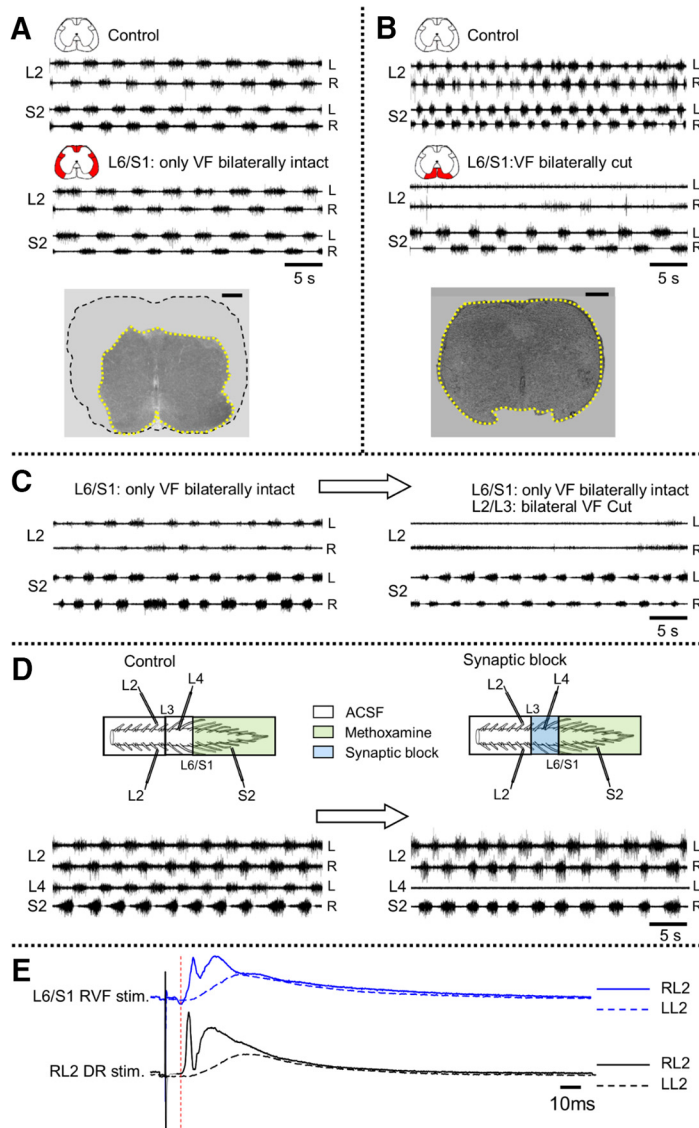 A
Control
L2
L
R
S2
L
R
L6/S1: only VF bilaterally intact
L2
L
R
S2
L
R
5 s
B
Control
L2
L
R
S2
L
R
L6/S1:VF bilaterally cut
L2
L
R
S2
L
R
5 s
C
L6/S1: only VF bilaterally intact
L2
L
R
S2
L
R
L6/S1: only VF bilaterally intact
L2/L3: bilateral VF Cut
L2
L
R
S2
L
R
5 s
D
Control
L2
L3
L4
L6/S1
L2
S2
ACSF
Methoxamine
Synaptic block
Synaptic block
L2
L3
L4
L6/S1
L2
S2
L2
L
R
L4
L
S2
R
L2
L
R
L4
L
S2
R
5 s
E
L6/S1 RVF stim.
RL2
LL2
RL2 DR stim.
RL2
LL2
10ms